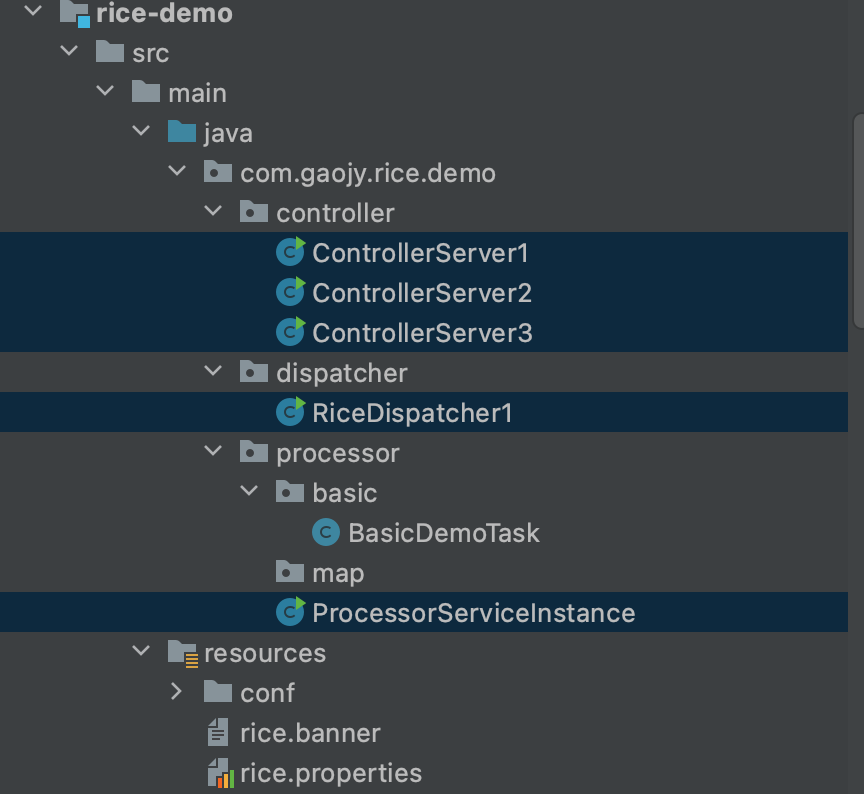 rice-demo
src
main
java
com.gaojy.rice.demo
controller
ControllerServer1
ControllerServer2
ControllerServer3
dispatcher
RiceDispatcher1
processor
basic
BasicDemoTask
map
ProcessorServiceInstance
resources
conf
rice.banner
rice.properties